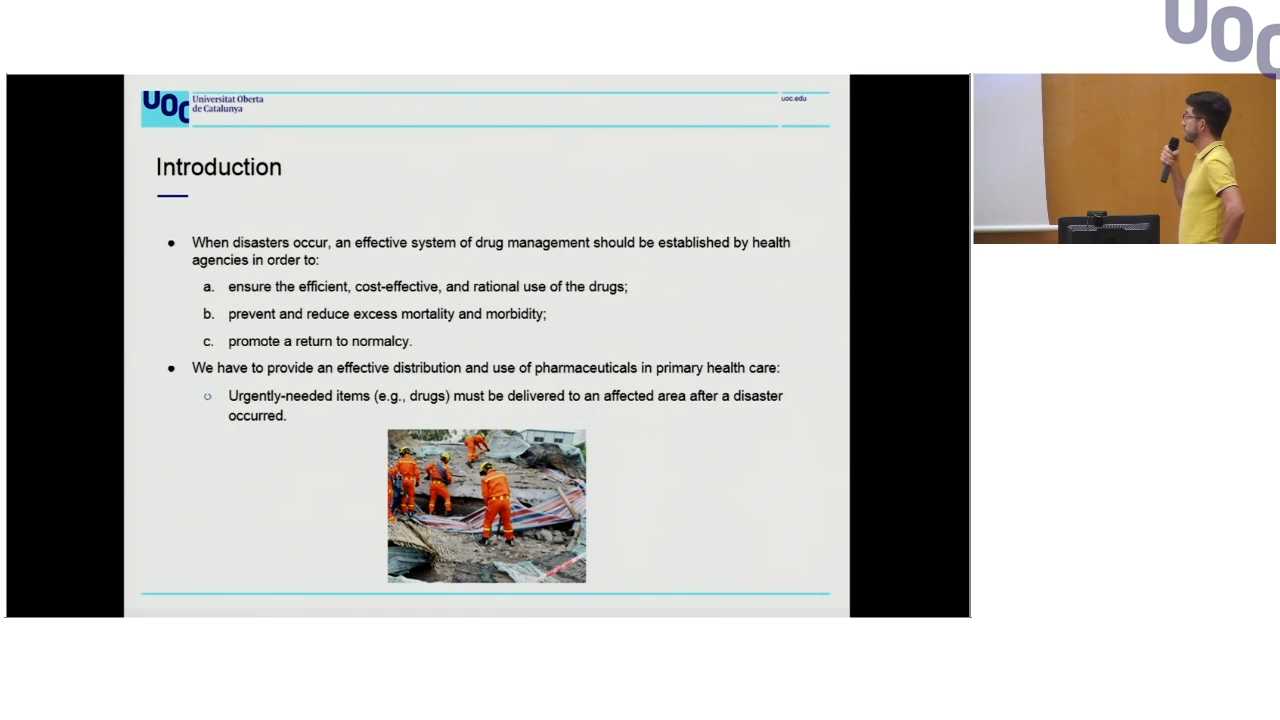 UOC
UOC
Universitat Oberta
de Catalunya
uoc.edu
Introduction
● When disasters occur, an effective system of drug management should be established by health
agencies in order to:
a. ensure the efficient, cost-effective, and rational use of the drugs;
b. prevent and reduce excess mortality and morbidity;
c. promote a return to normalcy.
● We have to provide an effective distribution and use of pharmaceuticals in primary health care:
○ Urgently-needed items (e.g., drugs) must be delivered to an affected area after a disaster
occurred.